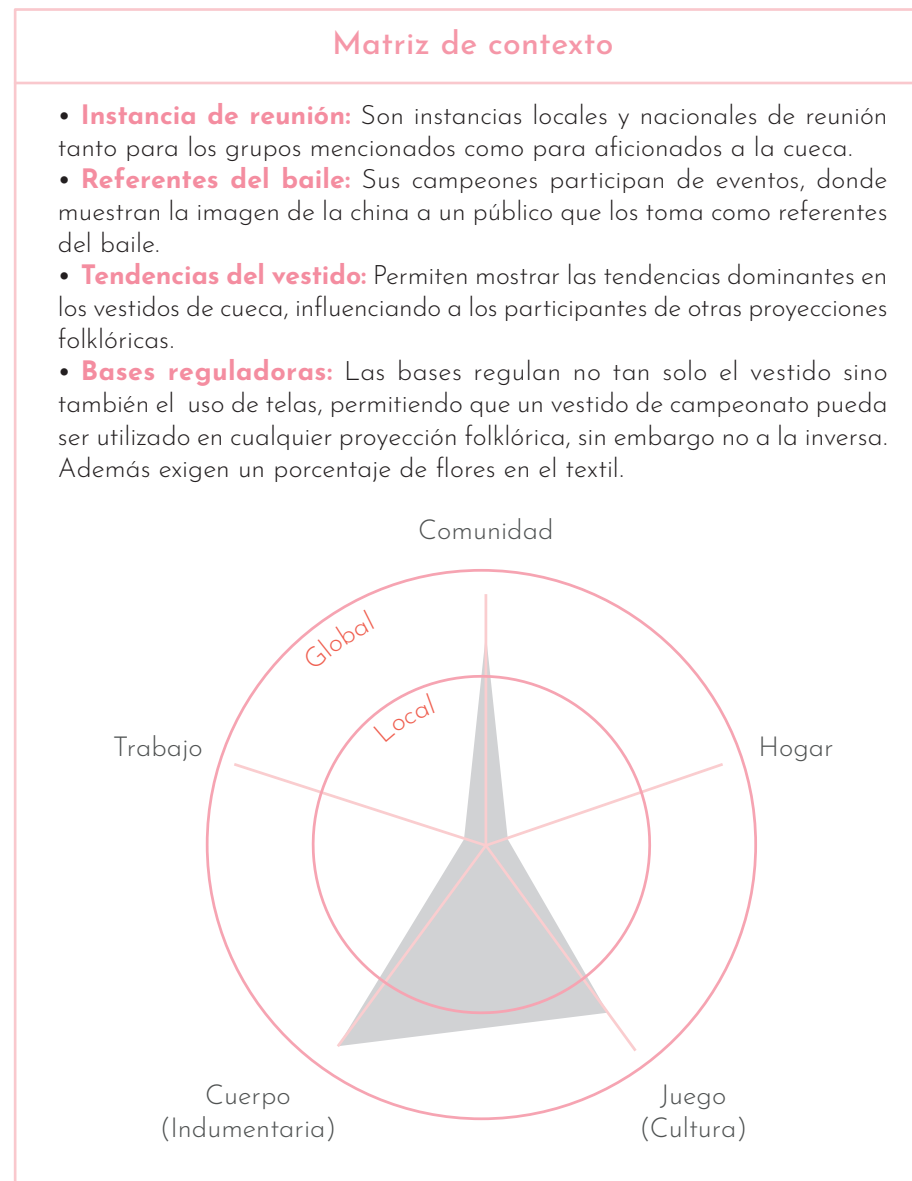 Matriz de contexto
• Instancia de reunión: Son instancias locales y nacionales de reunión
tanto para los grupos mencionados como para aficionados a la cueca.
• Referentes del baile: Sus campeones participan de eventos, donde
muestran la imagen de la china a un público que los toma como referentes
del baile.
• Tendencias del vestido: Permiten mostrar las tendencias dominantes en
los vestidos de cueca, influenciando a los participantes de otras proyecciones
folklóricas.
• Bases reguladoras: Las bases regulan no tan solo el vestido sino
también el uso de telas, permitiendo que un vestido de campeonato pueda
ser utilizado en cualquier proyección folklórica, sin embargo no a la inversa.
Además exigen un porcentaje de flores en el textil.
Comunidad
Global
Local
Trabajo
Hogar
Cuerpo
(Indumentaria)
Juego
(Cultura)